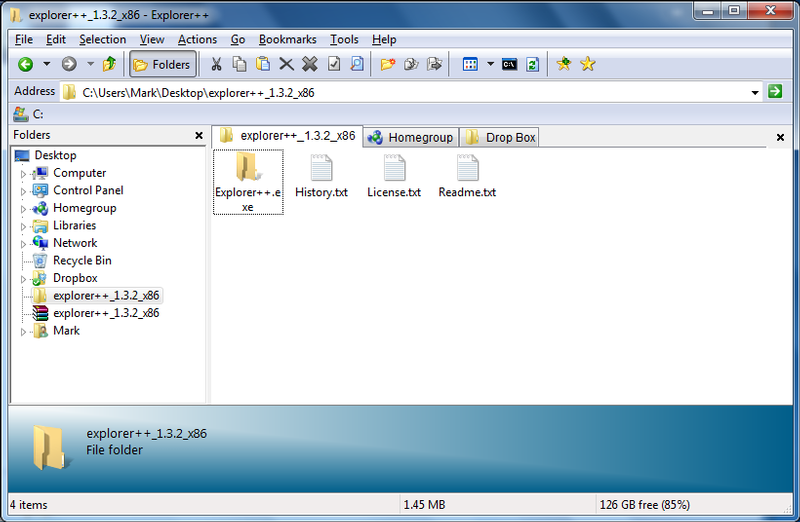 explorer++_1.3.2_x86 - Explorer++
File Edit Selection View Actions Go Bookmarks Tools Help
Folders
Address C:\Users\Mark\Desktop\explorer++_1.3.2_x86
C:
Folders
Desktop
Computer
Control Panel
Homegroup
Libraries
Network
Recycle Bin
Dropbox
explorer++_1.3.2_x86
explorer++_1.3.2_x86
Mark
explorer++_1.3.2_x86 Homegroup Drop Box
Explorer++.e
xe
History.txt
License.txt
Readme.txt
explorer++_1.3.2_x86
File folder
4 items 1.45 MB 126 GB free (85%)